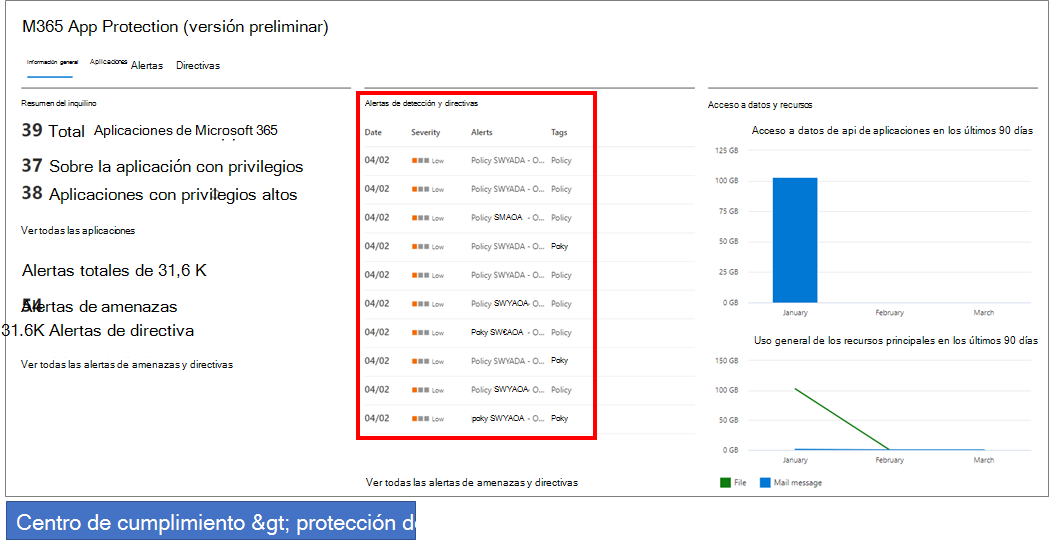 M365 App Protection (versión preliminar)
Información general Aplicaciones Alertas Directivas
Resumen del inquilino
39 Total Aplicaciones de Microsoft 365
37 Sobre la aplicación con privilegios
38 Aplicaciones con privilegios altos
Ver todas las aplicaciones
Alertas totales de 31,6 K
54 Alertas de amenazas
31.6K Alertas de directiva
Ver todas las alertas de amenazas y directivas
Alertas de detección y directivas
Date Severity Alerts Tags
04/02 Low Policy SWYADA - O... Policy
04/02 Low Policy SWYADA - O... Policy
04/02 Low Policy SMAOA - O... Policy
04/02 Low Policy SWYADA - O... Poky
04/02 Low Policy SWYADA - O... Policy
04/02 Low Policy SWYAOA- O... Policy
04/02 Low Poky SW€AOA - O... Policy
04/02 Low Policy SWYADA - O... Poky
04/02 Low Policy SWYAOA- O... Policy
04/02 Low poky SWYAOA - O... Poky
Ver todas las alertas de amenazas y directivas
Acceso a datos y recursos
Acceso a datos de api de aplicaciones en los últimos 90 días
125 GB
100 GB
75 GB
50 GB
25 GB
0 GB
January February March
Uso general de los recursos principales en los últimos 90 días
150 GB
100 GB
50 GB
0 GB
January February March
File Mail message
Centro de cumplimiento &gt; protección de